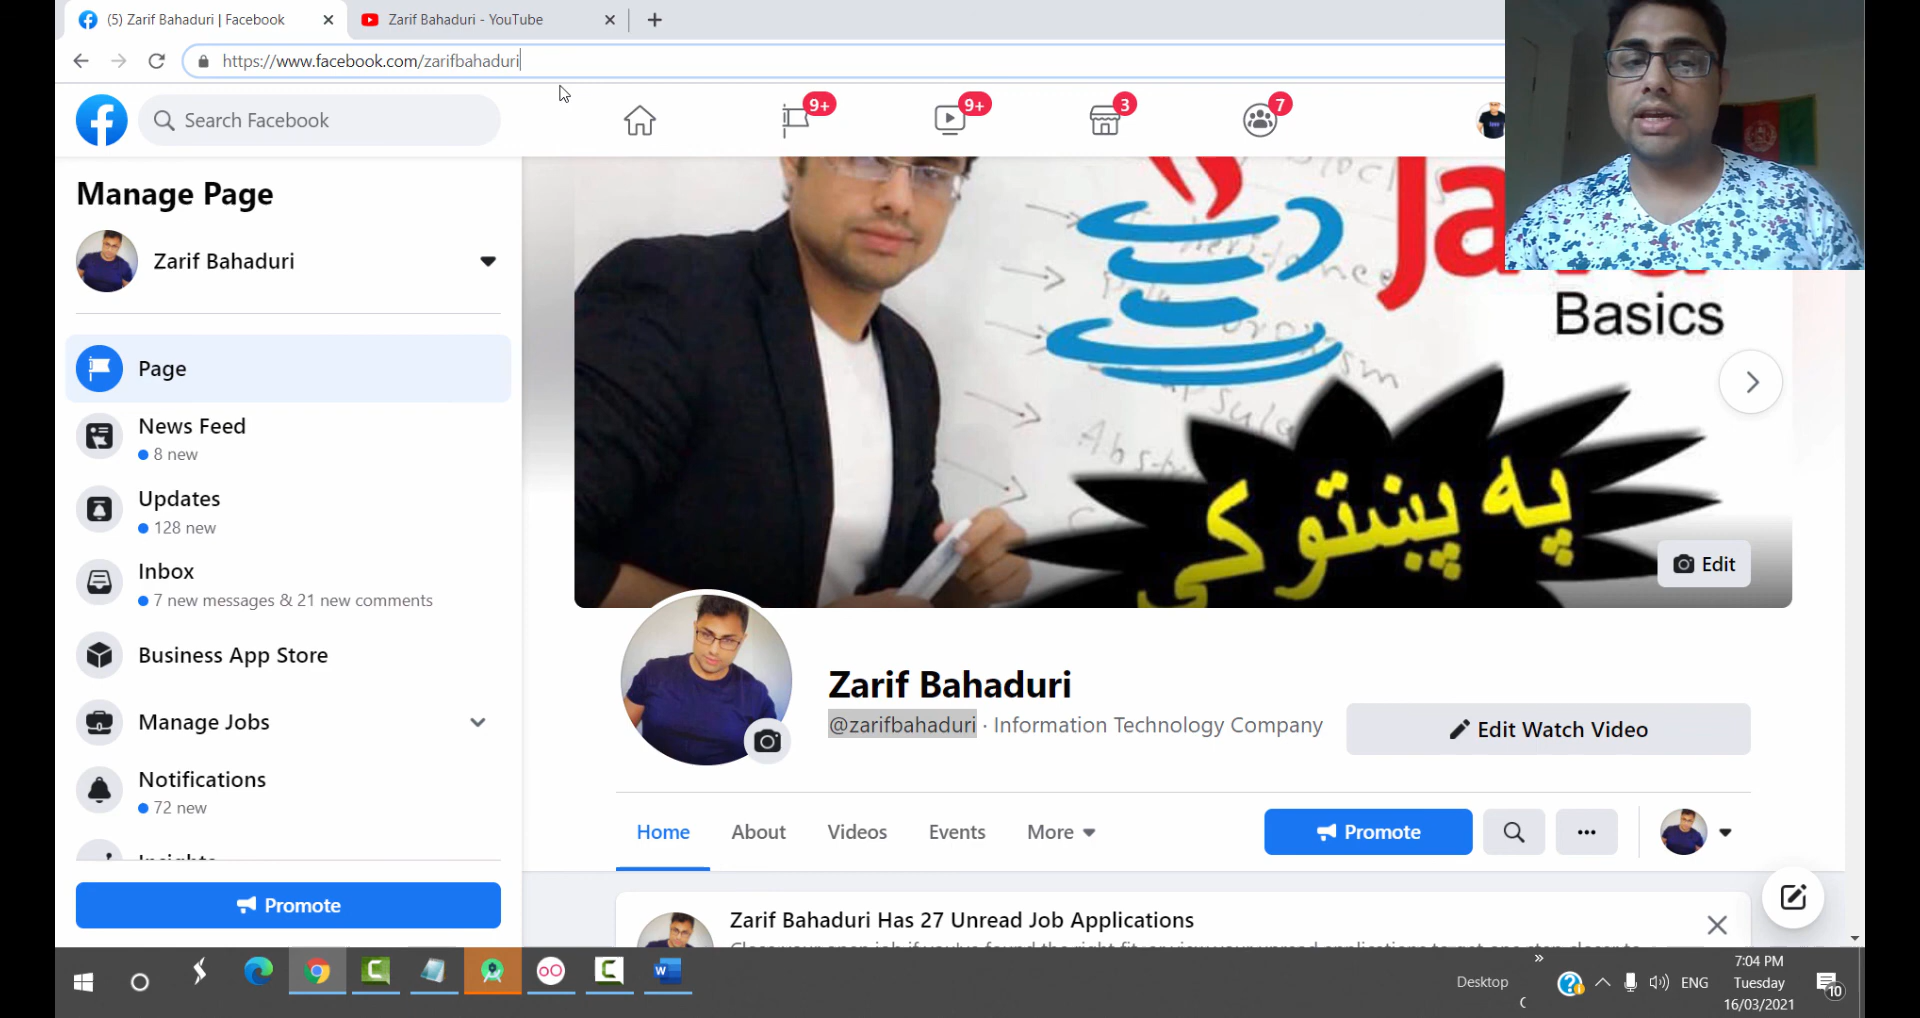 (5) Zarif Bahaduri | Facebook
Zarif Bahaduri - YouTube
https://www.facebook.com/zarifbahaduri
9+
9+
3
7
Search Facebook
Manage Page
Zarif Bahaduri
Page
News Feed
8 new
Updates
128 new
Inbox
7 new messages & 21 new comments
Business App Store
Manage Jobs
Notifications
72 new
Insights
Promote
Basics
په پښتو کې
Edit
Zarif Bahaduri
@zarifbahaduri · Information Technology Company
Edit Watch Video
Home
About
Videos
Events
More
Promote
Zarif Bahaduri Has 27 Unread Job Applications
Desktop
ENG
7:04 PM
Tuesday
16/03/2021
10